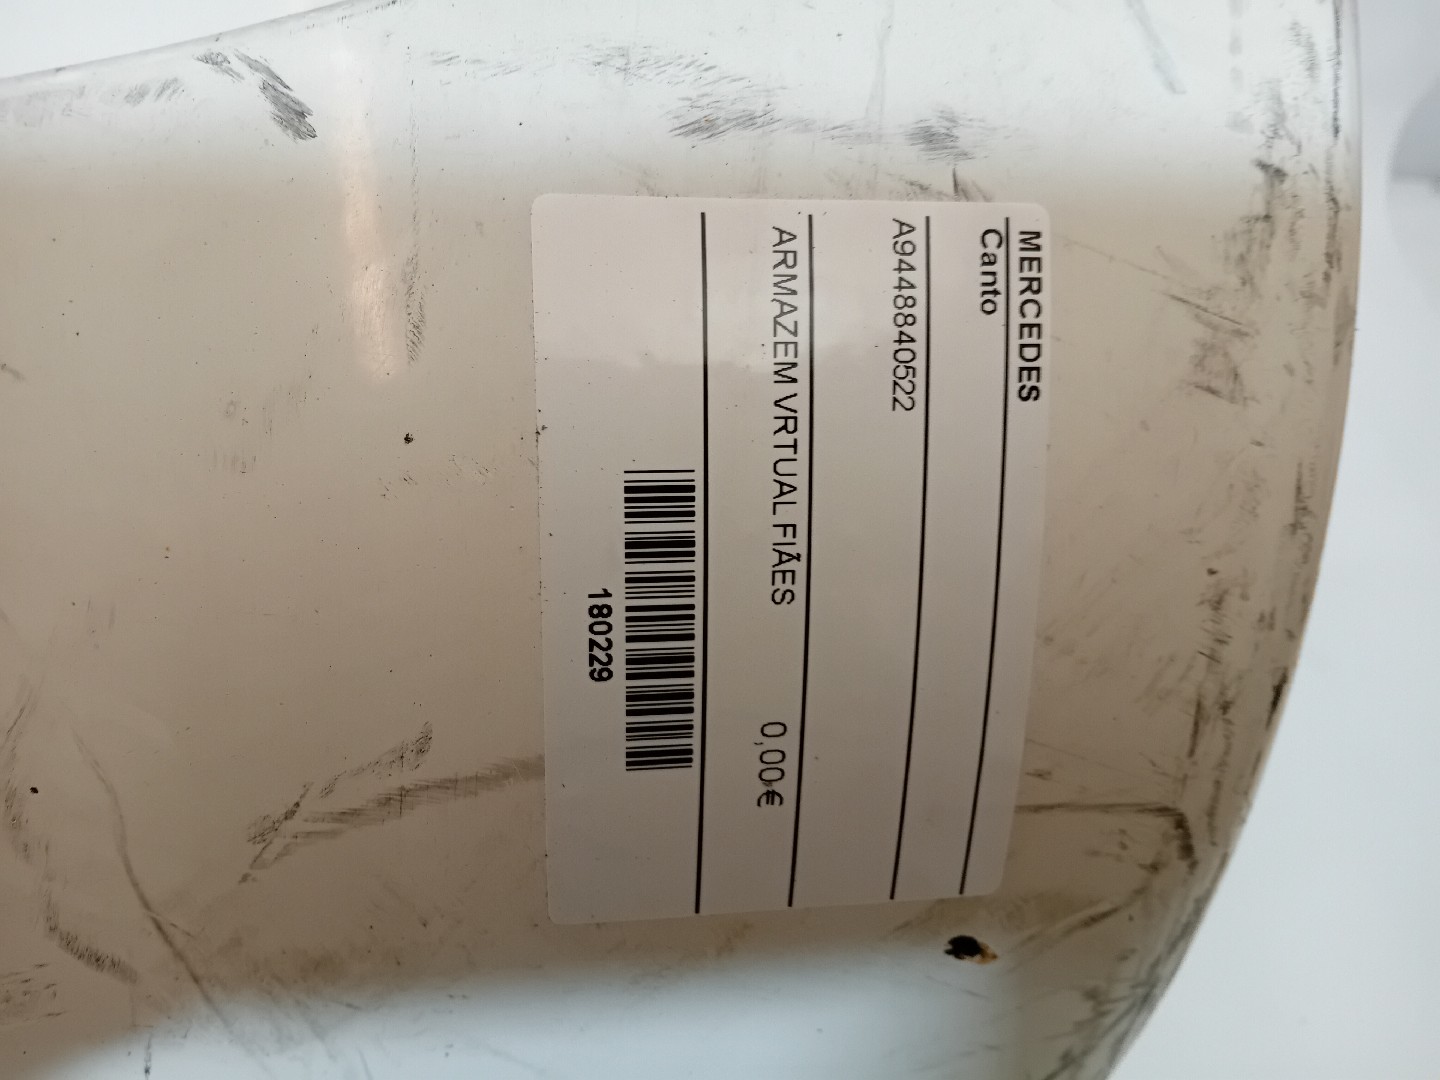 MERCEDES
Canto
A9448840522
ARMAZEM VRTUAL FIÃES 0,00€
180229